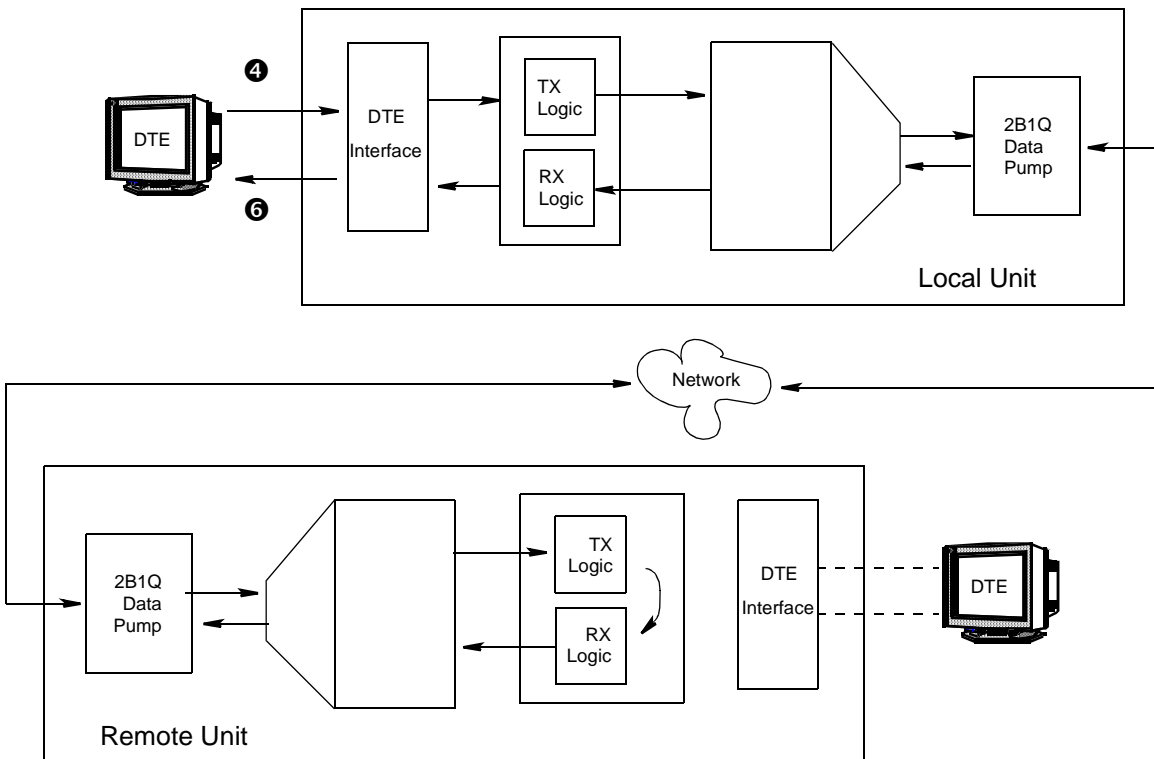 ❹
DTE
DTE
Interface
TX
Logic
RX
Logic
2B1Q
Data
Pump
❻
Local Unit
Network
2B1Q
Data
Pump
TX
Logic
RX
Logic
DTE
Interface
DTE
Remote Unit